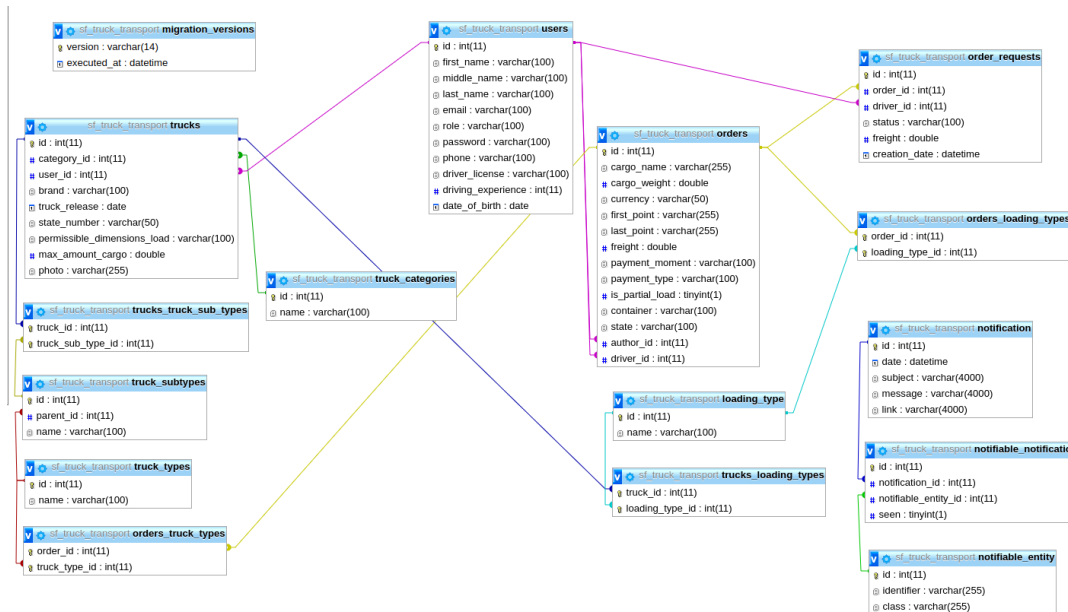 sf_truck_transport migration_versions
version : varchar(14)
executed_at : datetime
sf_truck_transport users
id : int(11)
first_name : varchar(100)
middle_name : varchar(100)
last_name : varchar(100)
email : varchar(100)
role : varchar(100)
password : varchar(100)
phone : varchar(100)
driver_license : varchar(100)
driving_experience : int(11)
date_of_birth : date
sf_truck_transport order_requests
id : int(11)
order_id : int(11)
driver_id : int(11)
status : varchar(100)
freight : double
creation_date : datetime
sf_truck_transport trucks
id : int(11)
category_id : int(11)
user_id : int(11)
brand : varchar(100)
truck_release : date
state_number : varchar(50)
permissible_dimensions_load : varchar(100)
max_amount_cargo : double
photo : varchar(255)
sf_truck_transport orders
id : int(11)
cargo_name : varchar(255)
cargo_weight : double
currency : varchar(50)
first_point : varchar(255)
last_point : varchar(255)
freight : double
payment_moment : varchar(100)
payment_type : varchar(100)
is_partial_load : tinyint(1)
container : varchar(100)
state : varchar(100)
author_id : int(11)
driver_id : int(11)
sf_truck_transport orders_loading_types
order_id : int(11)
loading_type_id : int(11)
sf_truck_transport truck_categories
id : int(11)
name : varchar(100)
sf_truck_transport trucks_truck_sub_types
truck_id : int(11)
truck_sub_type_id : int(11)
sf_truck_transport notification
id : int(11)
date : datetime
subject : varchar(4000)
message : varchar(4000)
link : varchar(4000)
sf_truck_transport truck_subtypes
id : int(11)
parent_id : int(11)
name : varchar(100)
sf_truck_transport loading_type
id : int(11)
name : varchar(100)
sf_truck_transport notifiable_notificatio
id : int(11)
notification_id : int(11)
notifiable_entity_id : int(11)
seen : tinyint(1)
sf_truck_transport truck_types
id : int(11)
name : varchar(100)
sf_truck_transport trucks_loading_types
truck_id : int(11)
loading_type_id : int(11)
sf_truck_transport orders_truck_types
order_id : int(11)
truck_type_id : int(11)
sf_truck_transport notifiable_entity
id : int(11)
identifier : varchar(255)
class : varchar(255)